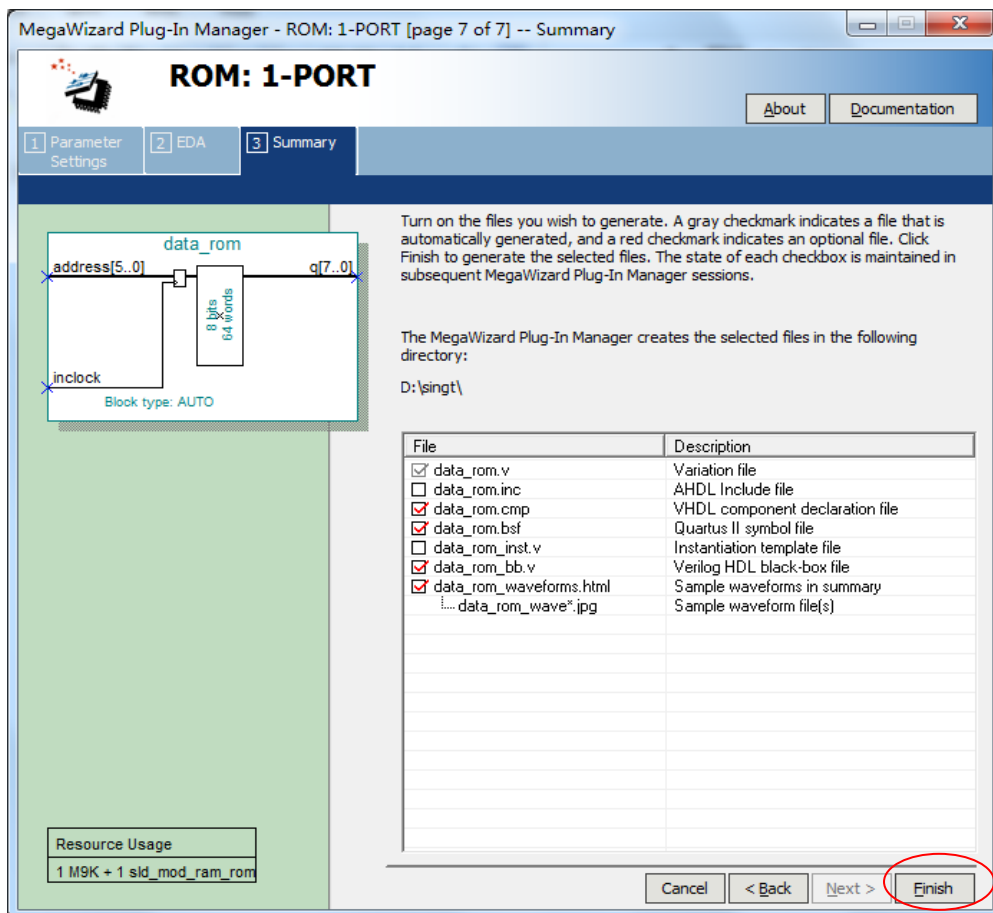 MegaWizard Plug-In Manager - ROM: 1-PORT [page 7 of 7] -- Summary
ROM: 1-PORT
About
Documentation
1 Parameter Settings
2 EDA
3 Summary
data_rom
address[5..0]
q[7..0]
8 bits
64 words
inclock
Block type: AUTO
Turn on the files you wish to generate. A gray checkmark indicates a file that is
automatically generated, and a red checkmark indicates an optional file. Click
Finish to generate the selected files. The state of each checkbox is maintained in
subsequent MegaWizard Plug-In Manager sessions.
The MegaWizard Plug-In Manager creates the selected files in the following
directory:
D:\singt\
File Description
data_rom.v Variation file
data_rom.inc AHDL Include file
data_rom.cmp VHDL component declaration file
data_rom.bsf Quartus II symbol file
data_rom_inst.v Instantiation template file
data_rom_bb.v Verilog HDL black-box file
data_rom_waveforms.html Sample waveforms in summary
data_rom_wave*.jpg Sample waveform file(s)
Resource Usage
1 M9K + 1 sld_mod_ram_rom
Cancel
< Back
Next >
Finish